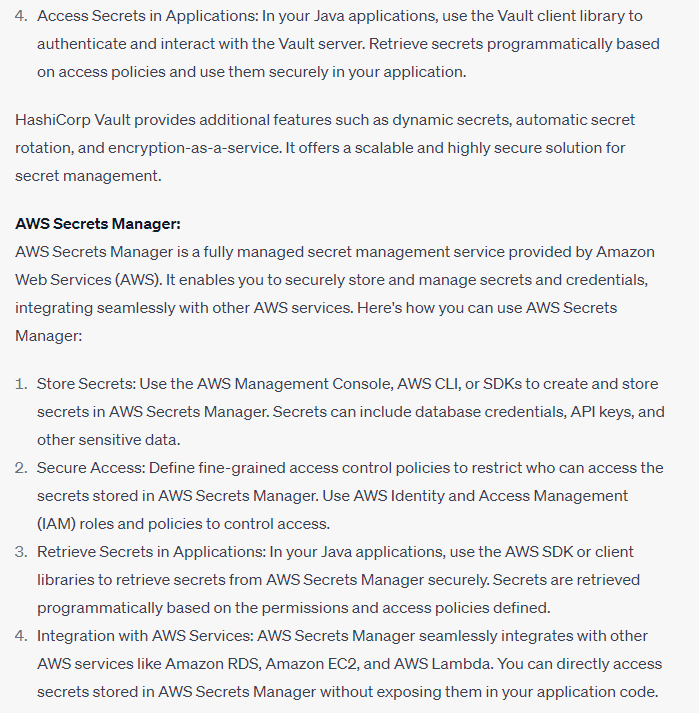 4. Access Secrets in Applications: In your Java applications, use the Vault client library to
authenticate and interact with the Vault server. Retrieve secrets programmatically based
on access policies and use them securely in your application.
HashiCorp Vault provides additional features such as dynamic secrets, automatic secret
rotation, and encryption-as-a-service. It offers a scalable and highly secure solution for
secret management.
AWS Secrets Manager:
AWS Secrets Manager is a fully managed secret management service provided by Amazon
Web Services (AWS). It enables you to securely store and manage secrets and credentials,
integrating seamlessly with other AWS services. Here's how you can use AWS Secrets
Manager:
1. Store Secrets: Use the AWS Management Console, AWS CLI, or SDKs to create and store
secrets in AWS Secrets Manager. Secrets can include database credentials, API keys, and
other sensitive data.
2. Secure Access: Define fine-grained access control policies to restrict who can access the
secrets stored in AWS Secrets Manager. Use AWS Identity and Access Management
(IAM) roles and policies to control access.
3. Retrieve Secrets in Applications: In your Java applications, use the AWS SDK or client
libraries to retrieve secrets from AWS Secrets Manager securely. Secrets are retrieved
programmatically based on the permissions and access policies defined.
4. Integration with AWS Services: AWS Secrets Manager seamlessly integrates with other
AWS services like Amazon RDS, Amazon EC2, and AWS Lambda. You can directly access
secrets stored in AWS Secrets Manager without exposing them in your application code.